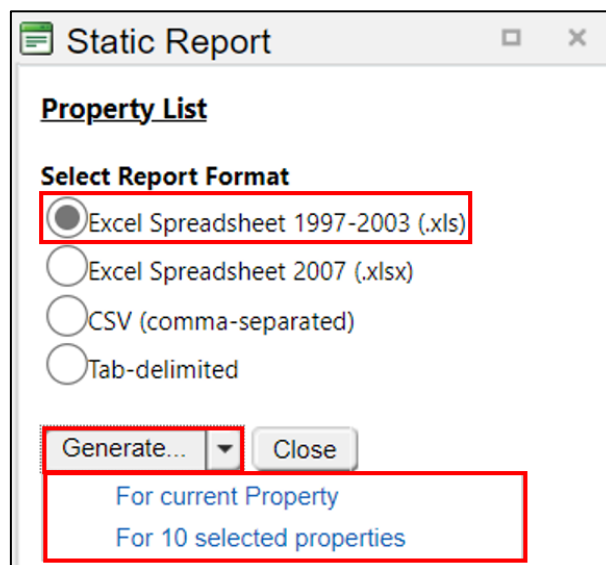 Static Report
Property List
Select Report Format
Excel Spreadsheet 1997-2003 (.xls)
Excel Spreadsheet 2007 (.xlsx)
CSV (comma-separated)
Tab-delimited
Generate... Close
For current Property
For 10 selected properties